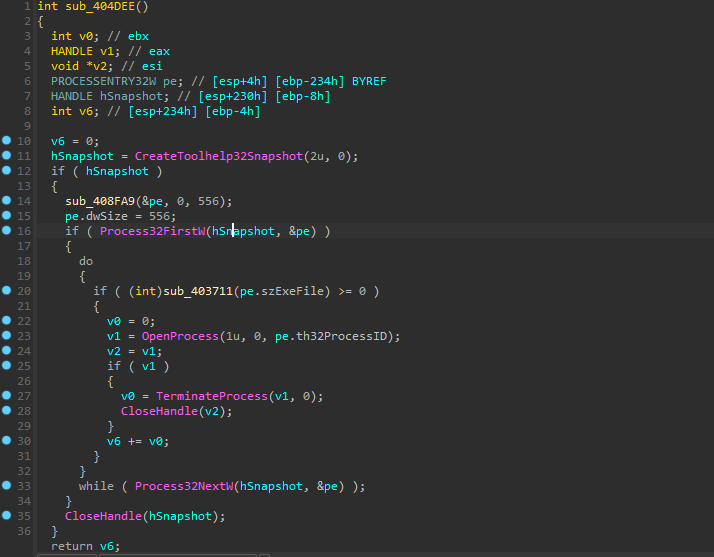 1 int sub_404DEE()
2 {
3 int v0; // ebx
4 HANDLE v1; // eax
5 void *v2; // esi
6 PROCESSENTRY32W pe; // [esp+4h] [ebp-234h] BYREF
7 HANDLE hSnapshot; // [esp+230h] [ebp-8h]
8 int v6; // [esp+234h] [ebp-4h]
9
10 v6 = 0;
11 hSnapshot = CreateToolhelp32Snapshot(2u, 0);
12 if ( hSnapshot )
13 {
14 sub_408FA9(&pe, 0, 556);
15 pe.dwSize = 556;
16 if ( Process32FirstW(hSnapshot, &pe) )
17 {
18 do
19 {
20 if ( (int)sub_403711(pe.szExeFile) >= 0 )
21 {
22 v0 = 0;
23 v1 = OpenProcess(1u, 0, pe.th32ProcessID);
24 v2 = v1;
25 if ( v1 )
26 {
27 v0 = TerminateProcess(v1, 0);
28 CloseHandle(v2);
29 }
30 v6 += v0;
31 }
32 }
33 while ( Process32NextW(hSnapshot, &pe) );
34 }
35 CloseHandle(hSnapshot);
36 }
return v6;